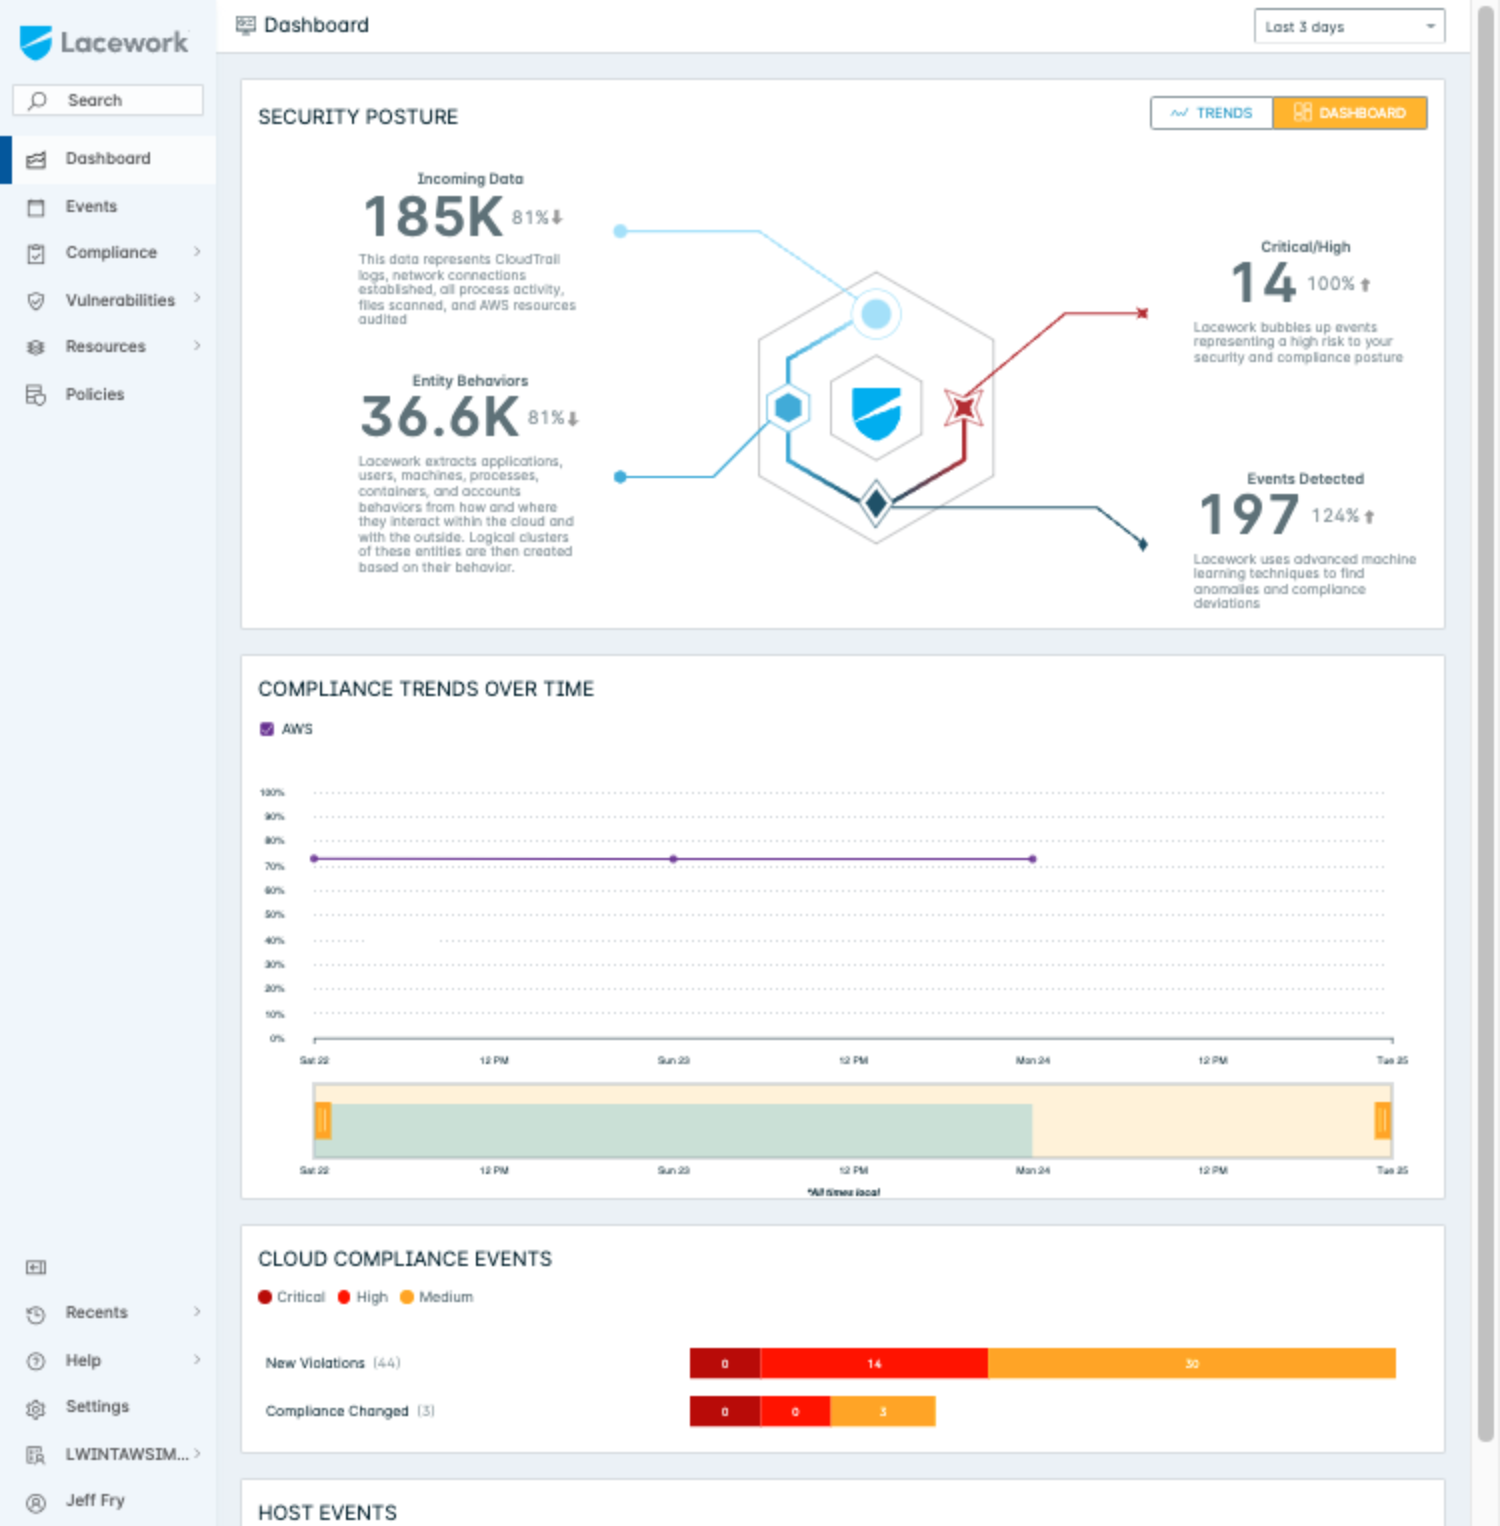 Lacework
Search
Dashboard
Events
Compliance
Vulnerabilities
Resources
Policies
Recents
Help
Settings
LWINTAWSIM...
Jeff Fry
Dashboard
Last 3 days
SECURITY POSTURE
TRENDS
DASHBOARD
Incoming Data
185K 81%
This data represents CloudTrail
logs, network connections
established, all process activity,
files scanned, and AWS resources
audited
Entity Behaviors
36.6K 81%
Lacework extracts applications,
users, machines, processes,
containers, and accounts
behaviors from how and where
they interact within the cloud and
with the outside. Logical clusters
of these entities are then created
based on their behavior.
Critical/High
14 100%
Lacework bubbles up events
representing a high risk to your
security and compliance posture
Events Detected
197 124%
Lacework uses advanced machine
learning techniques to find
anomalies and compliance
deviations
COMPLIANCE TRENDS OVER TIME
AWS
100%
90%
80%
70%
60%
50%
40%
30%
20%
10%
0%
Sat 22 12 PM Sun 23 12 PM Mon 24 12 PM Tue 25
Sat 22 12 PM Sun 23 12 PM Mon 24 12 PM Tue 25
*All times local
CLOUD COMPLIANCE EVENTS
Critical High Medium
New Violations (44) 0 14 30
Compliance Changed (3) 0 0 3
HOST EVENTS